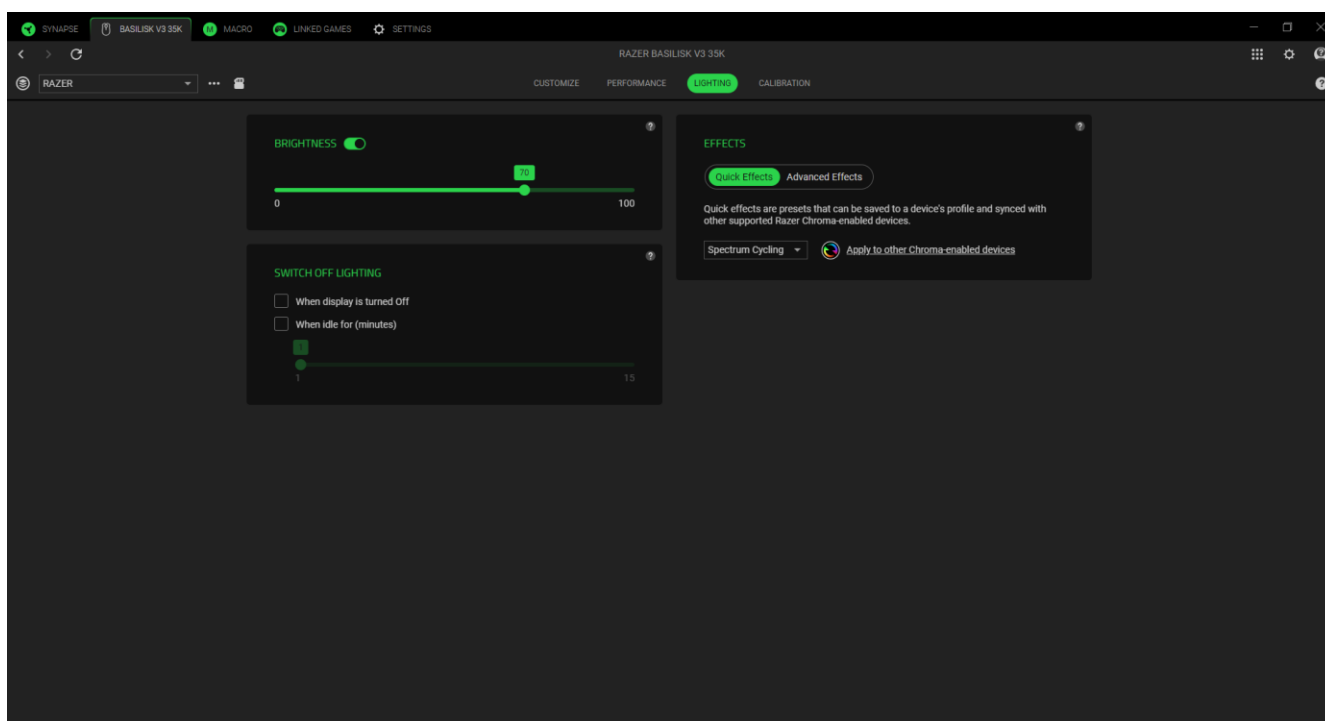 SYNAPSE BASILISK V3 35K MACRO LINKED GAMES SETTINGS
RAZER BASILISK V3 35K
RAZER CUSTOMIZE PERFORMANCE LIGHTING CALIBRATION
BRIGHTNESS
70
0 100
SWITCH OFF LIGHTING
When display is turned Off
When idle for (minutes)
1
1 15
EFFECTS
Quick Effects Advanced Effects
Quick effects are presets that can be saved to a device's profile and synced with
other supported Razer Chroma-enabled devices.
Spectrum Cycling Apply to other Chroma-enabled devices